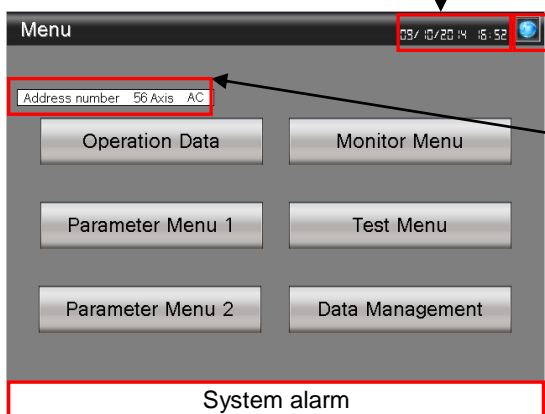 Menu 09/10/2014 16:52
Address number 56 Axis AC
Operation Data Monitor Menu
Parameter Menu 1 Test Menu
Parameter Menu 2 Data Management
System alarm